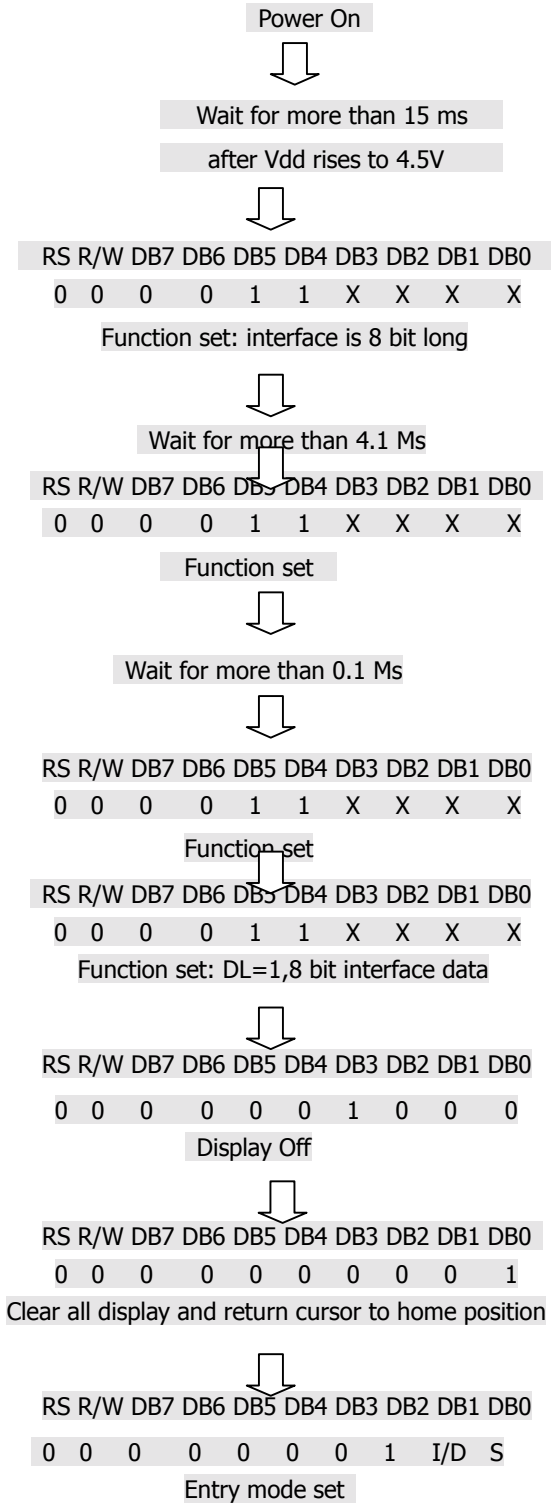 Power On
Wait for more than 15 ms
after Vdd rises to 4.5V
RS R/W DB7 DB6 DB5 DB4 DB3 DB2 DB1 DB0
0 0 0 0 1 1 X X X X
Function set: interface is 8 bit long
Wait for more than 4.1 Ms
RS R/W DB7 DB6 DB5 DB4 DB3 DB2 DB1 DB0
0 0 0 0 1 1 X X X X
Function set
Wait for more than 0.1 Ms
RS R/W DB7 DB6 DB5 DB4 DB3 DB2 DB1 DB0
0 0 0 0 1 1 X X X X
Function set
RS R/W DB7 DB6 DB5 DB4 DB3 DB2 DB1 DB0
0 0 0 0 1 1 X X X X
Function set: DL=1,8 bit interface data
RS R/W DB7 DB6 DB5 DB4 DB3 DB2 DB1 DB0
0 0 0 0 0 0 1 0 0 0
Display Off
RS R/W DB7 DB6 DB5 DB4 DB3 DB2 DB1 DB0
0 0 0 0 0 0 0 0 0 1
Clear all display and return cursor to home position
RS R/W DB7 DB6 DB5 DB4 DB3 DB2 DB1 DB0
0 0 0 0 0 0 0 1 I/D S
Entry mode set